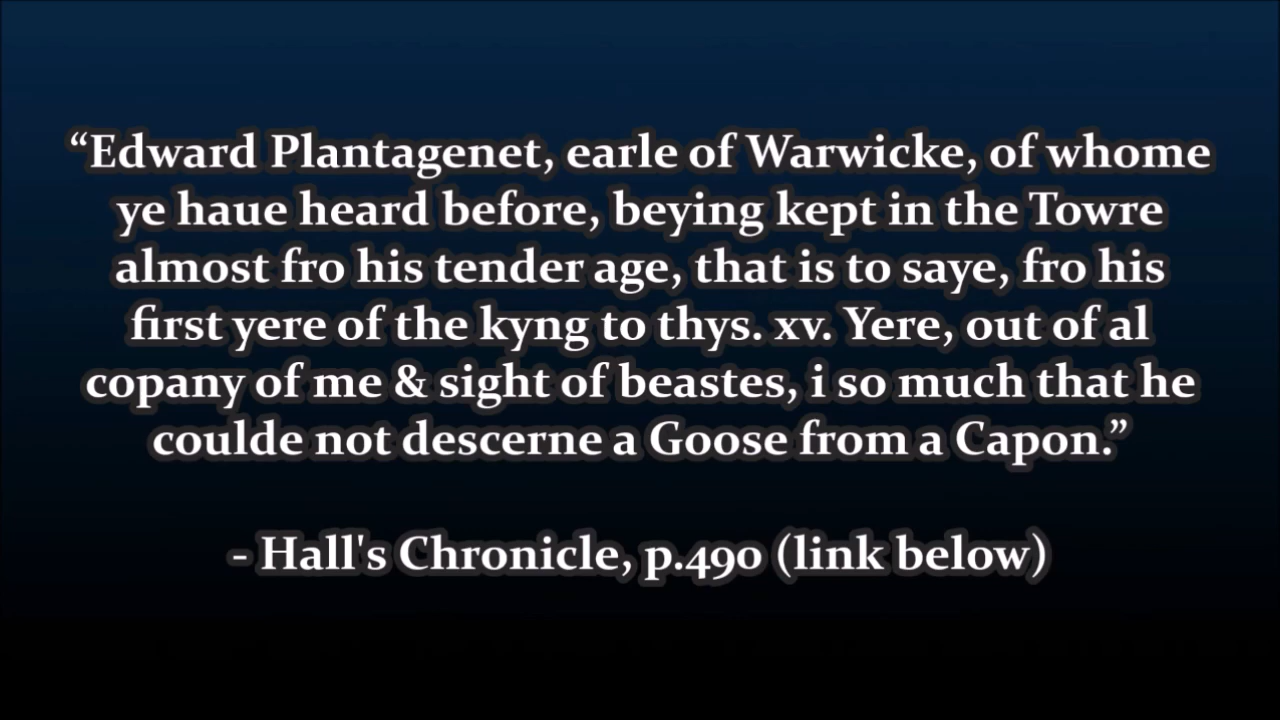 “Edward Plantagenet, earle of Warwicke, of whome
ye haue heard before, beying kept in the Towre
almost fro his tender age, that is to saye, fro his
first yere of the kyng to thys. xv. Yere, out of al
copany of me & sight of beastes, i so much that he
coulde not descerne a Goose from a Capon.”
- Hall's Chronicle, p.490 (link below)